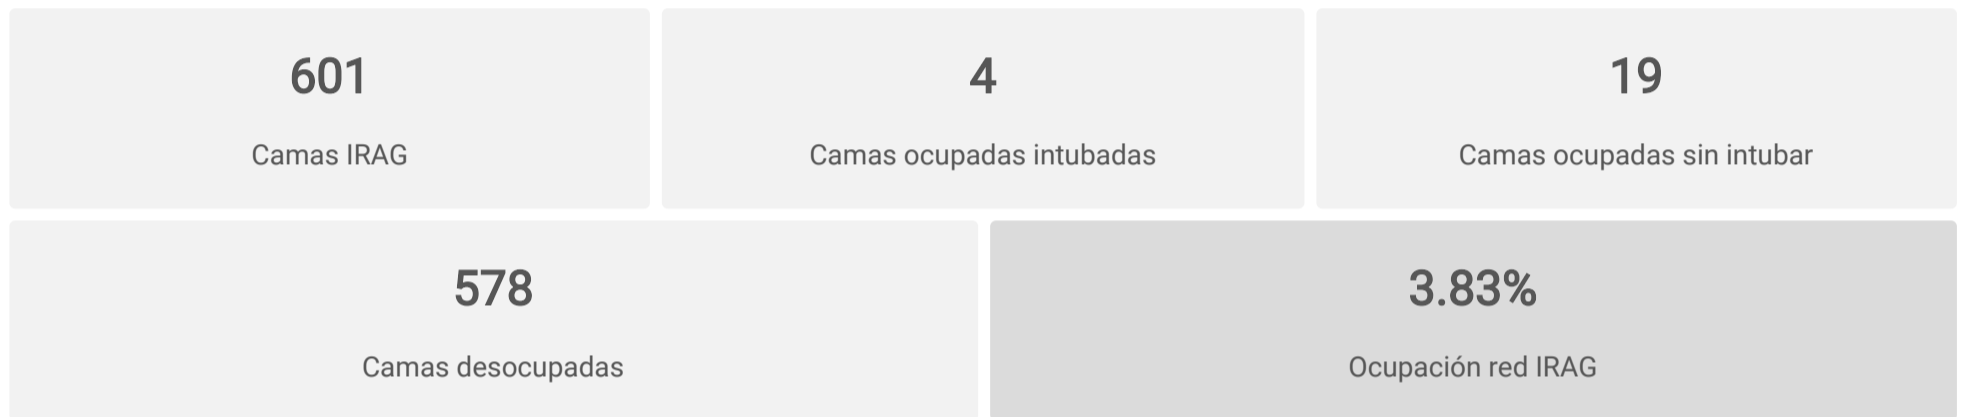 601
Camas IRAG
4
Camas ocupadas intubadas
19
Camas ocupadas sin intubar
578
Camas desocupadas
3.83%
Ocupación red IRAG